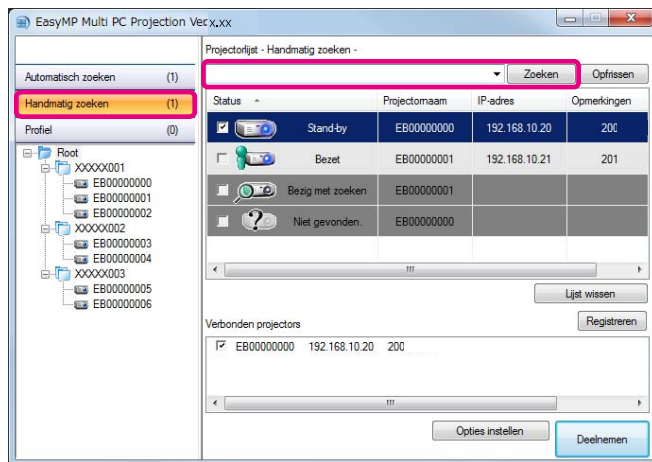 EasyMP Multi PC Projection Ver.x.xx
Projectorlijst - Handmatig zoeken -
Automatisch zoeken (1)
Handmatig zoeken (1)
Profiel (0)
Root
XXXXX001
EB00000000
EB00000001
EB00000002
XXXXX002
EB00000003
EB00000004
XXXXX003
EB00000005
EB00000006
Zoeken Opfrissen
Status Projectornaam IP-adres Opmerkingen
Stand-by EB00000000 192.168.10.20 200
Bezet EB00000001 192.168.10.21 201
Bezig met zoeken EB00000001
Niet gevonden. EB00000000
Lijst wissen
Verbonden projectors Registreren
EB00000000 192.168.10.20 200
Opties instellen Deelnemen